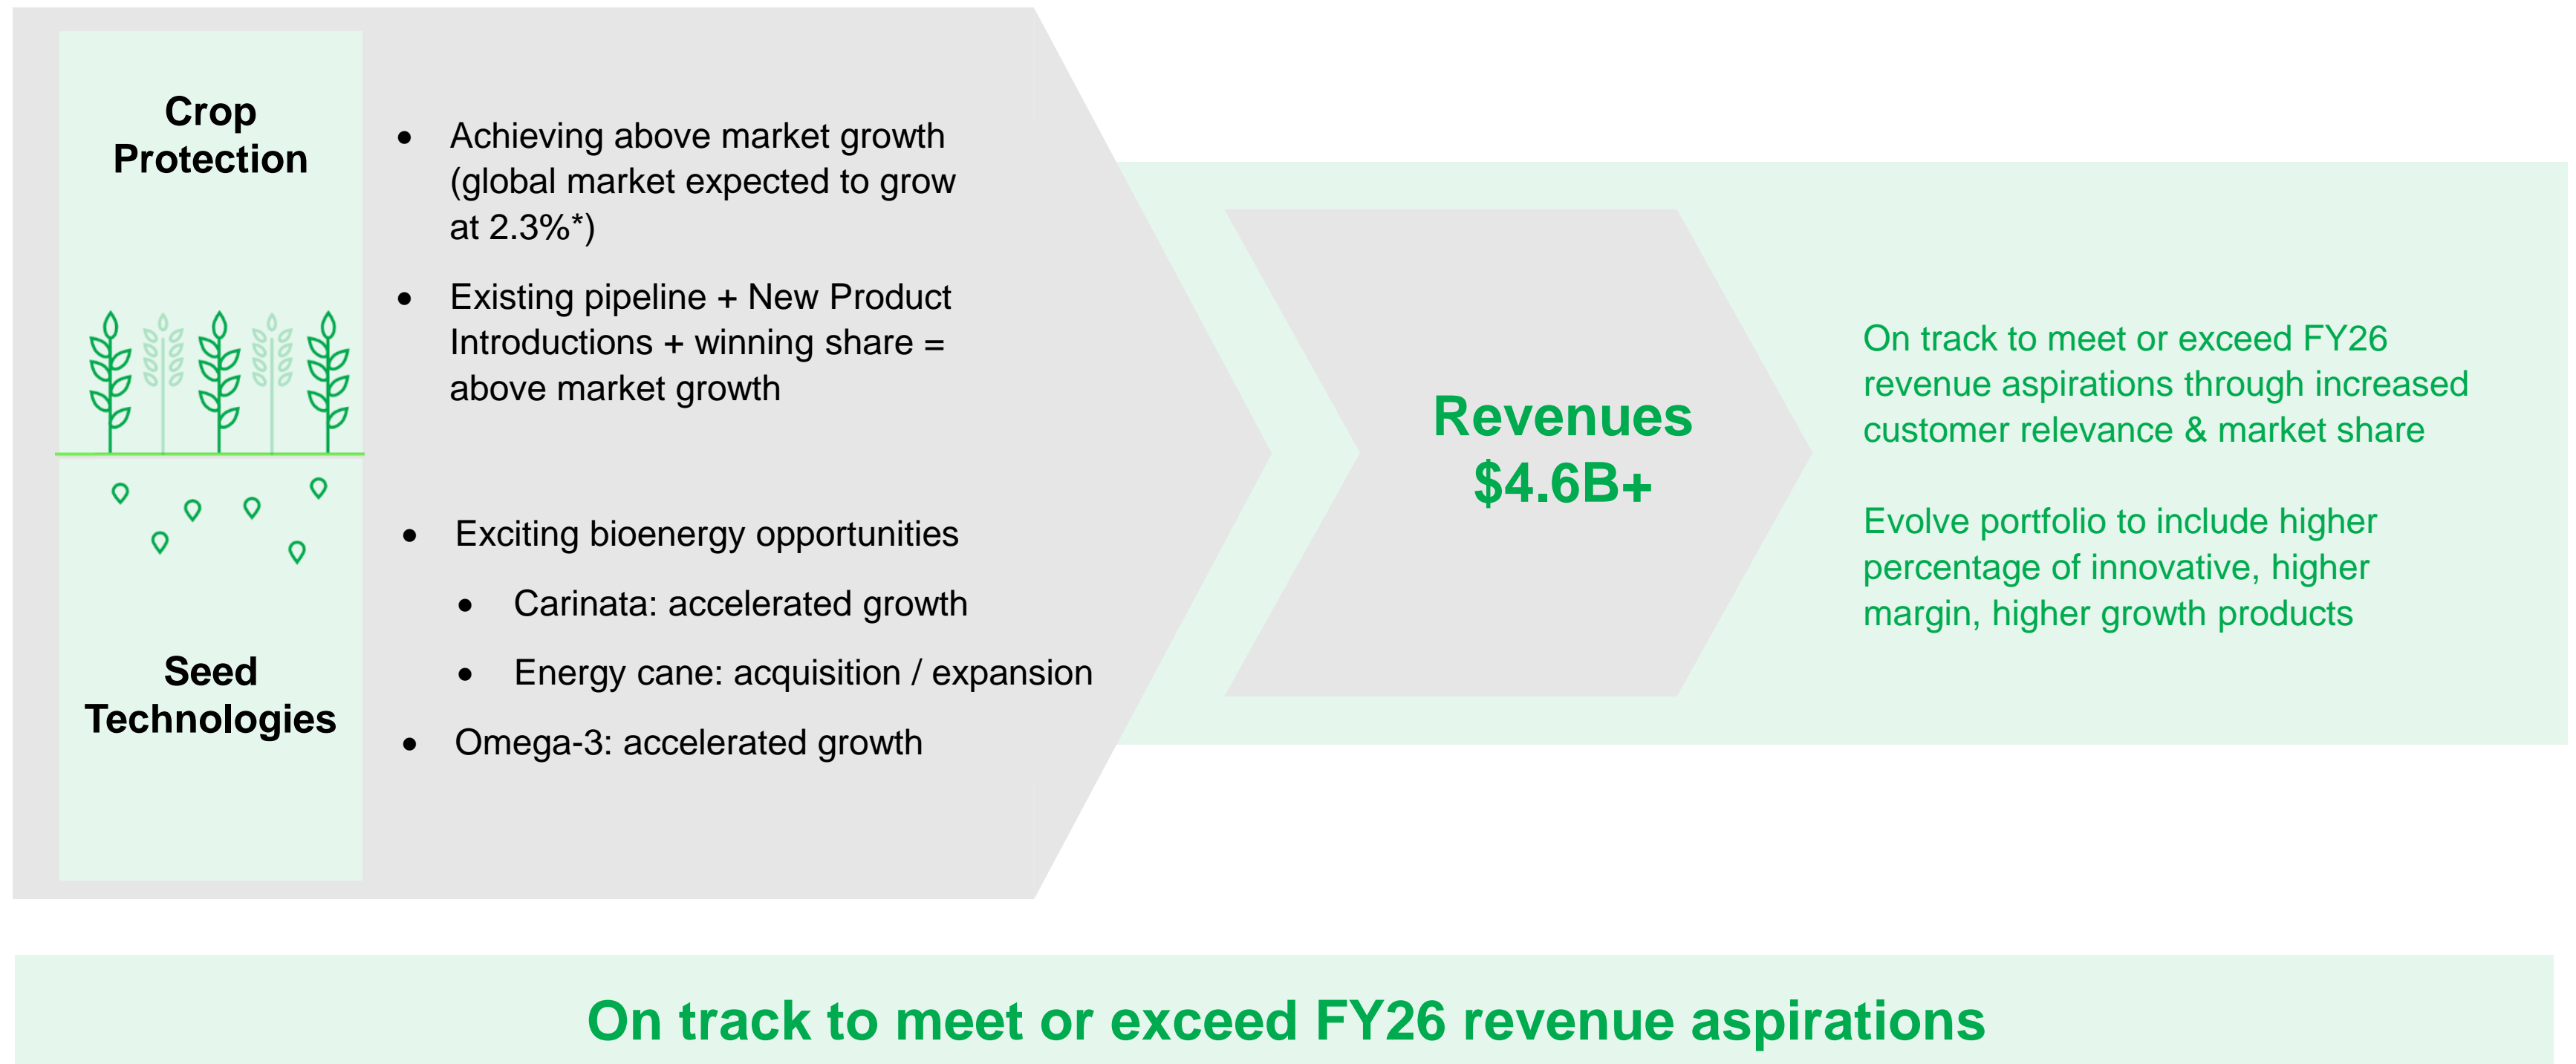 Crop
Protection
• Achieving above market growth
(global market expected to grow
at 2.3%*)
• Existing pipeline + New Product
Introductions + winning share =
above market growth
Seed
Technologies
• Exciting bioenergy opportunities
• Carinata: accelerated growth
• Energy cane: acquisition / expansion
• Omega-3: accelerated growth
Revenues
$4.6B+
On track to meet or exceed FY26
revenue aspirations through increased
customer relevance & market share
Evolve portfolio to include higher
percentage of innovative, higher
margin, higher growth products
On track to meet or exceed FY26 revenue aspirations